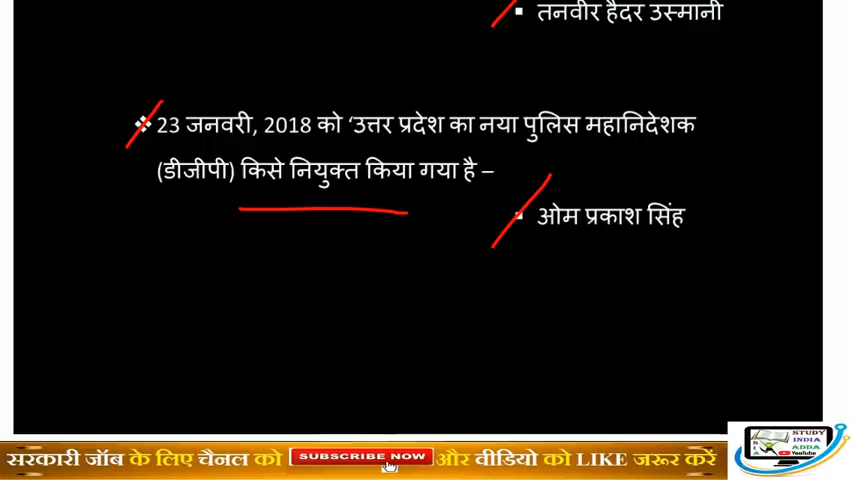 ▪ तनवीर हैदर उस्मानी
❖ 23 जनवरी, 2018 को ‘उत्तर प्रदेश का नया पुलिस महानिदेशक
(डीजीपी) किसे नियुक्त किया गया है –
▪ ओम प्रकाश सिंह
सरकारी जॉब के लिए चैनल को SUBSCRIBE NOW और वीडियो को LIKE जरूर करें
STUDY
INDIA
ADDA
YouTube